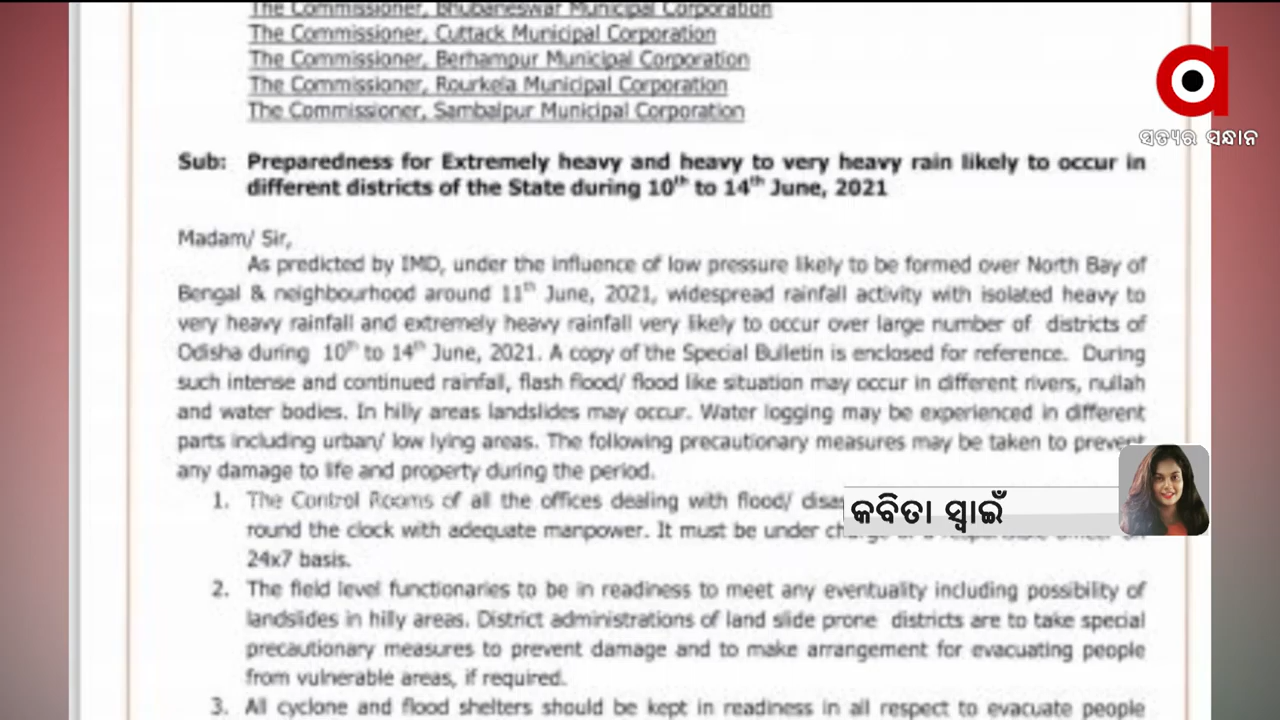 The Commissioner, Bhubaneswar Municipal Corporation
The Commissioner, Cuttack Municipal Corporation
The Commissioner, Berhampur Municipal Corporation
The Commissioner, Rourkela Municipal Corporation
The Commissioner, Sambalpur Municipal Corporation
ସତ୍ୟର ସନ୍ଧାନ
Sub: Preparedness for Extremely heavy and heavy to very heavy rain likely to occur in
different districts of the State during 10th to 14th June, 2021
Madam/ Sir,
As predicted by IMD, under the influence of low pressure likely to be formed over North Bay of
Bengal & neighbourhood around 11th June, 2021, widespread rainfall activity with isolated heavy to
very heavy rainfall and extremely heavy rainfall very likely to occur over large number of districts of
Odisha during 10th to 14th June, 2021. A copy of the Special Bulletin is enclosed for reference. During
such intense and continued rainfall, flash flood/ flood like situation may occur in different rivers, nullah
and water bodies. In hilly areas landslides may occur. Water logging may be experienced in different
parts including urban/ low lying areas. The following precautionary measures may be taken to prevent
any damage to life and property during the period.
1. The Control Rooms of all the offices dealing with flood/
କବିତା ସ୍ୱାଇଁ
round the clock with adequate manpower. It must be under
24x7 basis.
2. The field level functionaries to be in readiness to meet any eventuality including possibility of
landslides in hilly areas. District administrations of land slide prone districts are to take special
precautionary measures to prevent damage and to make arrangement for evacuating people
from vulnerable areas, if required.
3. All cyclone and flood shelters should be kept in readiness in all respect to evacuate people